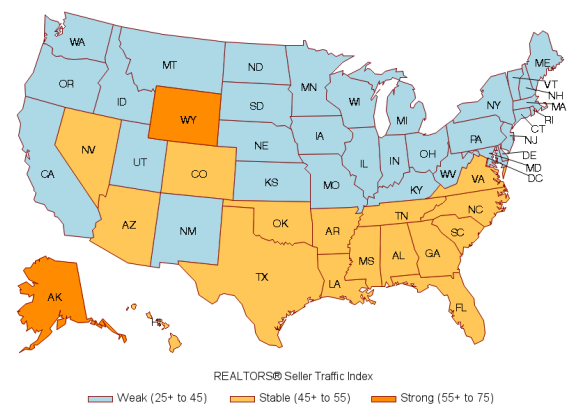 WA
MT
ND
MN
ME
VT
NH
MA
RI
CT
NJ
DE
MD
DC
OR
ID
WY
SD
WI
MI
NY
NV
UT
CO
NE
IA
IL
IN
OH
PA
CA
KS
MO
KY
WV
VA
AZ
NM
OK
AR
TN
NC
SC
TX
LA
MS
AL
GA
FL
AK
HI
REALTORS® Seller Traffic Index
Weak (25+ to 45) Stable (45+ to 55) Strong (55+ to 75)